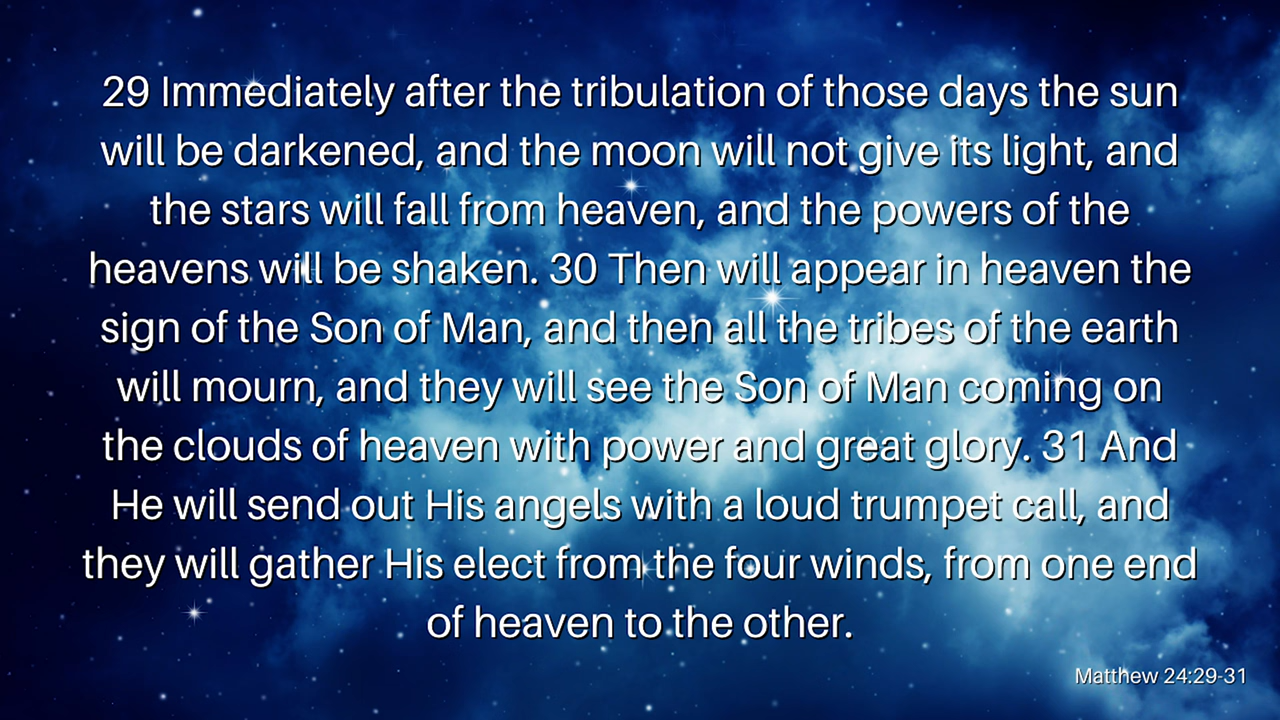 29 Immediately after the tribulation of those days the sun
will be darkened, and the moon will not give its light, and
the stars will fall from heaven, and the powers of the
heavens will be shaken. 30 Then will appear in heaven the
sign of the Son of Man, and then all the tribes of the earth
will mourn, and they will see the Son of Man coming on
the clouds of heaven with power and great glory. 31 And
He will send out His angels with a loud trumpet call, and
they will gather His elect from the four winds, from one end
of heaven to the other.
Matthew 24:29-31